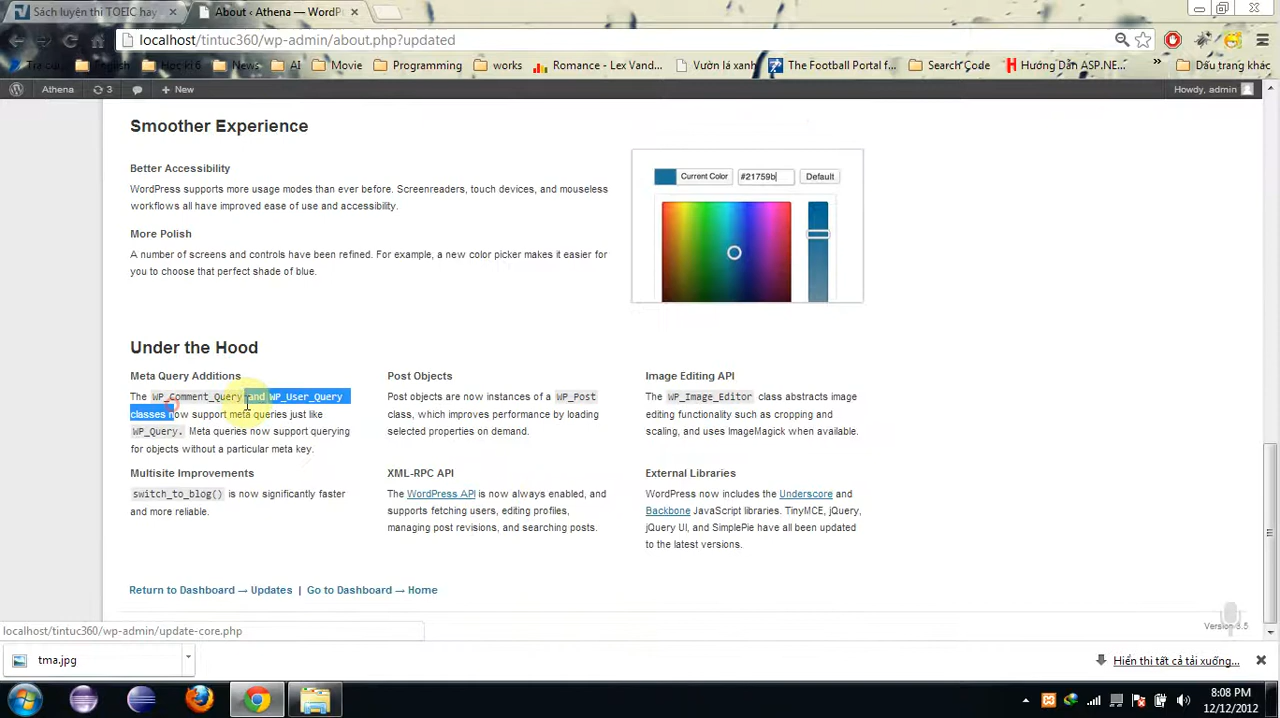 Sách luyện thi TOEIC hay
About ‹ Athena — WordP
localhost/tintuc360/wp-admin/about.php?updated
Tra cứu
English
Học kì 6
News
AI
Movie
Programming
works
Romance - Lex Vand...
Vườn lá xanh
The Football Portal f...
Search Code
Hướng Dẫn ASP.NE...
»
Dấu trang khác
Athena
3
+ New
Howdy, admin
Smoother Experience
Better Accessibility
WordPress supports more usage modes than ever before. Screenreaders, touch devices, and mouseless
workflows all have improved ease of use and accessibility.
More Polish
A number of screens and controls have been refined. For example, a new color picker makes it easier for
you to choose that perfect shade of blue.
Current Color
#21759b
Default
Under the Hood
Meta Query Additions
The WP_Comment_Query and WP_User_Query
classes now support meta queries just like
WP_Query. Meta queries now support querying
for objects without a particular meta key.
Post Objects
Post objects are now instances of a WP_Post
class, which improves performance by loading
selected properties on demand.
Image Editing API
The WP_Image_Editor class abstracts image
editing functionality such as cropping and
scaling, and uses ImageMagick when available.
Multisite Improvements
switch_to_blog() is now significantly faster
and more reliable.
XML-RPC API
The WordPress API is now always enabled, and
supports fetching users, editing profiles,
managing post revisions, and searching posts.
External Libraries
WordPress now includes the Underscore and
Backbone JavaScript libraries. TinyMCE, jQuery,
jQuery UI, and SimplePie have all been updated
to the latest versions.
Return to Dashboard → Updates | Go to Dashboard → Home
Version 3.5
localhost/tintuc360/wp-admin/update-core.php
tma.jpg
Hiển thị tất cả tải xuống...
8:08 PM
12/12/2012